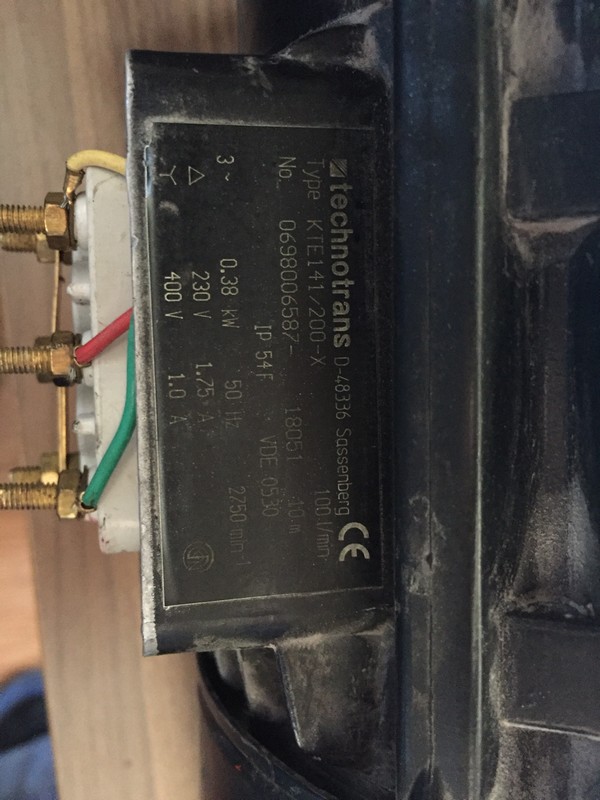 technotrans D-48336 Sassenberg CE
Type KTE141/200-X 100 l/min
No. 0698006587- 18051 10 m
IP 54F VDE 0530
3~ 0.38 kW 50 Hz 2750 min-1
△ 230 V 1.75 A
Y 400 V 1.0 A